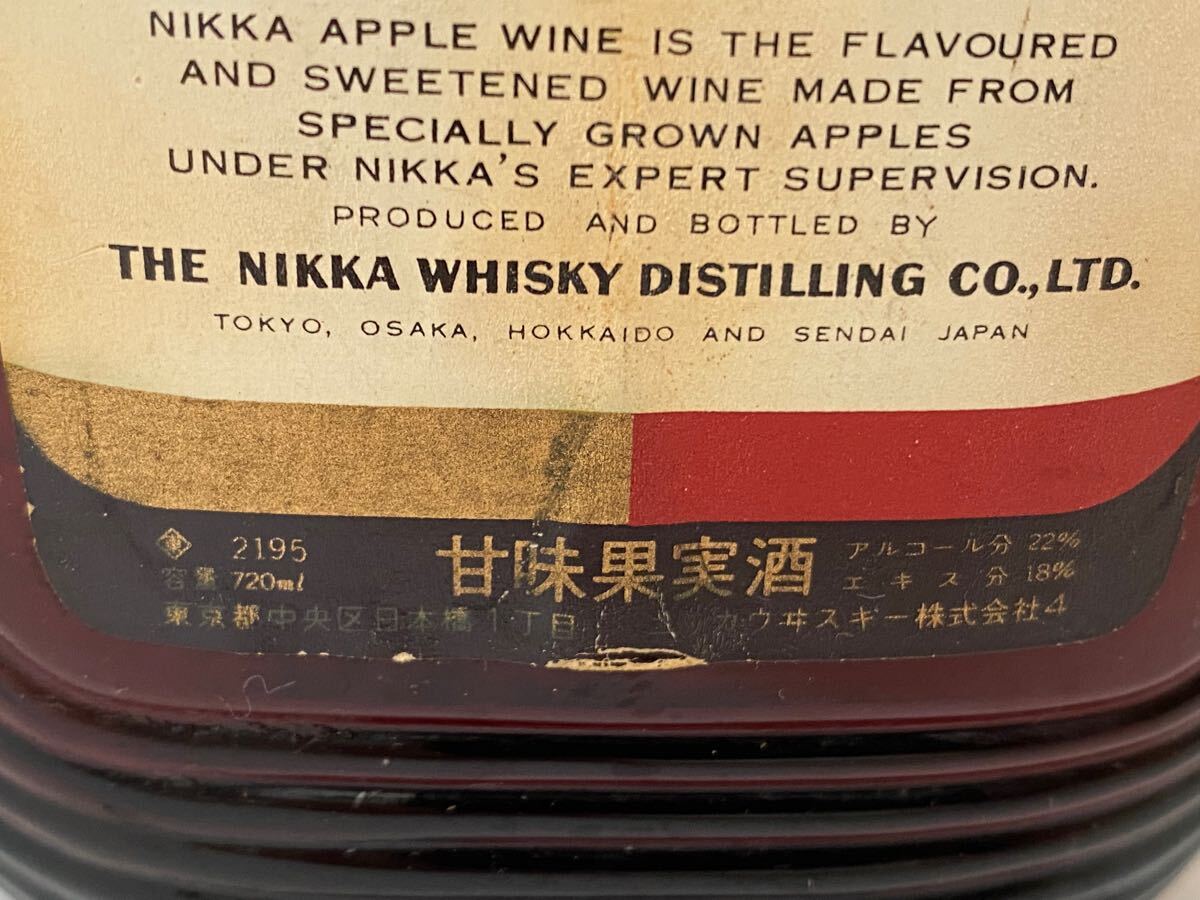 NIKKA APPLE WINE IS THE FLAVOURED
AND SWEETENED WINE MADE FROM
SPECIALLY GROWN APPLES
UNDER NIKKA'S EXPERT SUPERVISION.
PRODUCED AND BOTTLED BY
THE NIKKA WHISKY DISTILLING CO., LTD.
TOKYO, OSAKA, HOKKAIDO AND SENDAI JAPAN
2195 甘味果実酒 アルコール分 22%
容量 720ml エキス分 18%
東京都中央区日本橋1丁目 カウヰスキー株式会社4